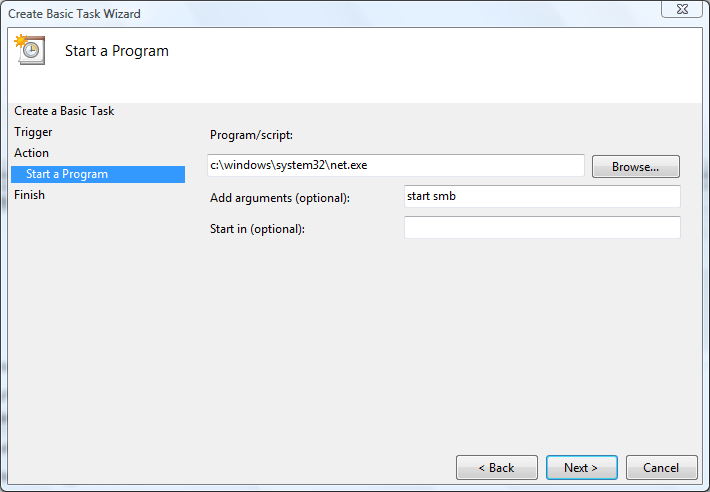 Create Basic Task Wizard
Start a Program
Create a Basic Task
Trigger
Action
Start a Program
Finish
Program/script:
c:\windows\system32\net.exe
Browse...
Add arguments (optional):
start smb
Start in (optional):
< Back
Next >
Cancel